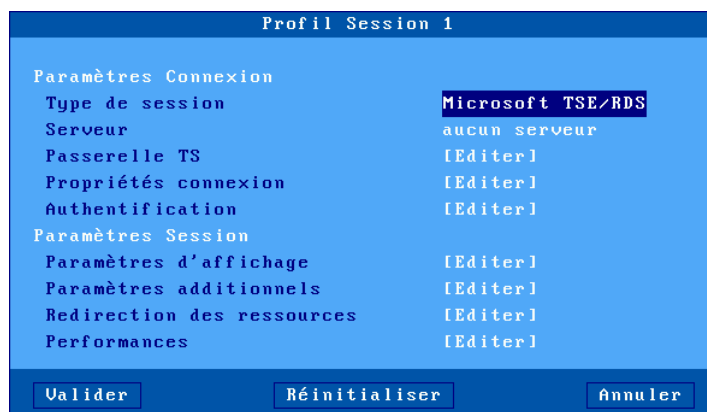 Profil Session 1
Paramètres Connexion
Type de session Microsoft TSE/RDS
Serveur aucun serveur
Passerelle TS [Editer]
Propriétés connexion [Editer]
Authentification [Editer]
Paramètres Session
Paramètres d'affichage [Editer]
Paramètres additionnels [Editer]
Redirection des ressources [Editer]
Performances [Editer]
Valider Réinitialiser Annuler